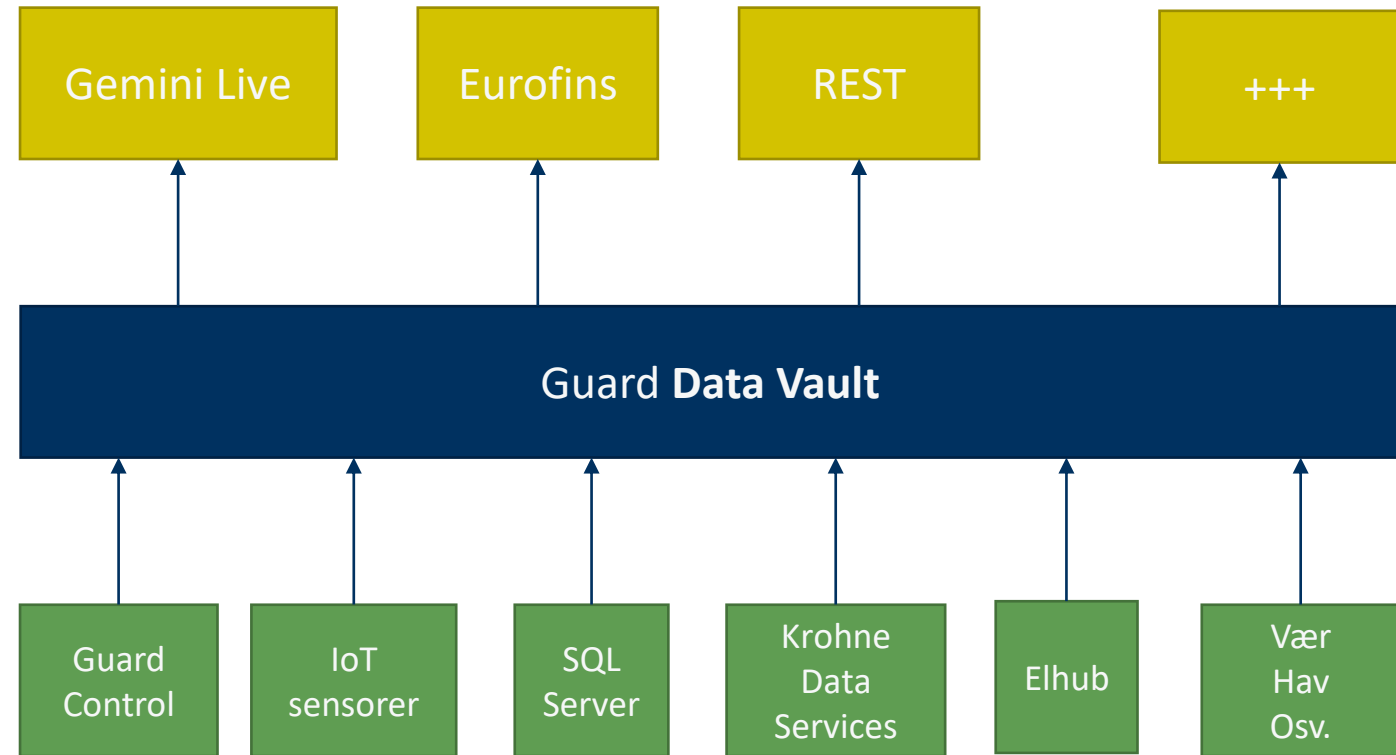 Gemini Live
Eurofins
REST
+++
Guard Data Vault
Guard
Control
IoT
sensorer
SQL
Server
Krohne
Data
Services
Elhub
Vær
Hav
Osv.